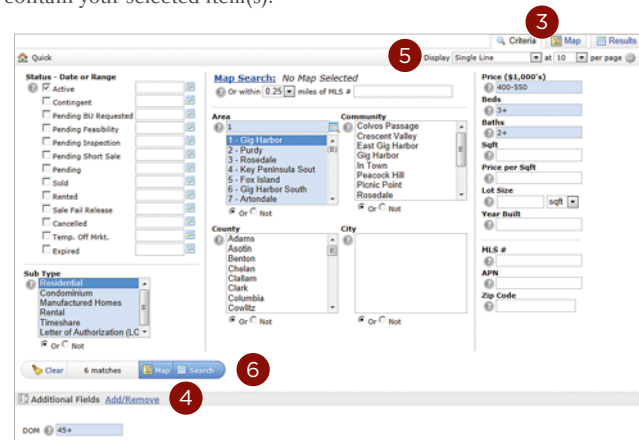 contain your selected item(s).
3
Criteria Map Results
Quick
5 Display Single Line at 10 per page
Status - Date or Range
Active
Contingent
Pending BU Requested
Pending Feasibility
Pending Inspection
Pending Short Sale
Pending
Sold
Rented
Sale Fail Release
Cancelled
Temp. Off Mrkt.
Expired
Sub Type
Residential
Condominium
Manufactured Homes
Rental
Timeshare
Letter of Authorization (LC
Or Not
Map Search: No Map Selected
Or within 0.25 miles of MLS #
Area
1
1 - Gig Harbor
2 - Purdy
3 - Rosedale
4 - Key Peninsula Sout
5 - Fox Island
6 - Gig Harbor South
7 - Artondale
Or Not
Community
Colvos Passage
Crescent Valley
East Gig Harbor
Gig Harbor
In Town
Peacock Hill
Picnic Point
Rosedale
Or Not
County
Adams
Asotin
Benton
Chelan
Clallam
Clark
Columbia
Cowlitz
Or Not
City
Or Not
Price ($1,000's)
400-550
Beds
3+
Baths
2+
Sqft
Price per Sqft
Lot Size
sqft
Year Built
MLS #
APN
Zip Code
Clear 6 matches Map Search 6
Additional Fields Add/Remove 4
DOM 45+